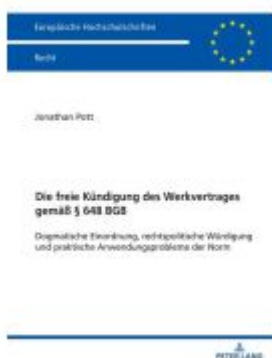 Europäische Hochschulschriften
Recht
Jonathan Pott
Die freie Kündigung des Werkvertrages
gemäß § 648 BGB
Dogmatische Einordnung, rechtspolitische Würdigung
und praktische Anwendungsprobleme der Norm
PETER LANG